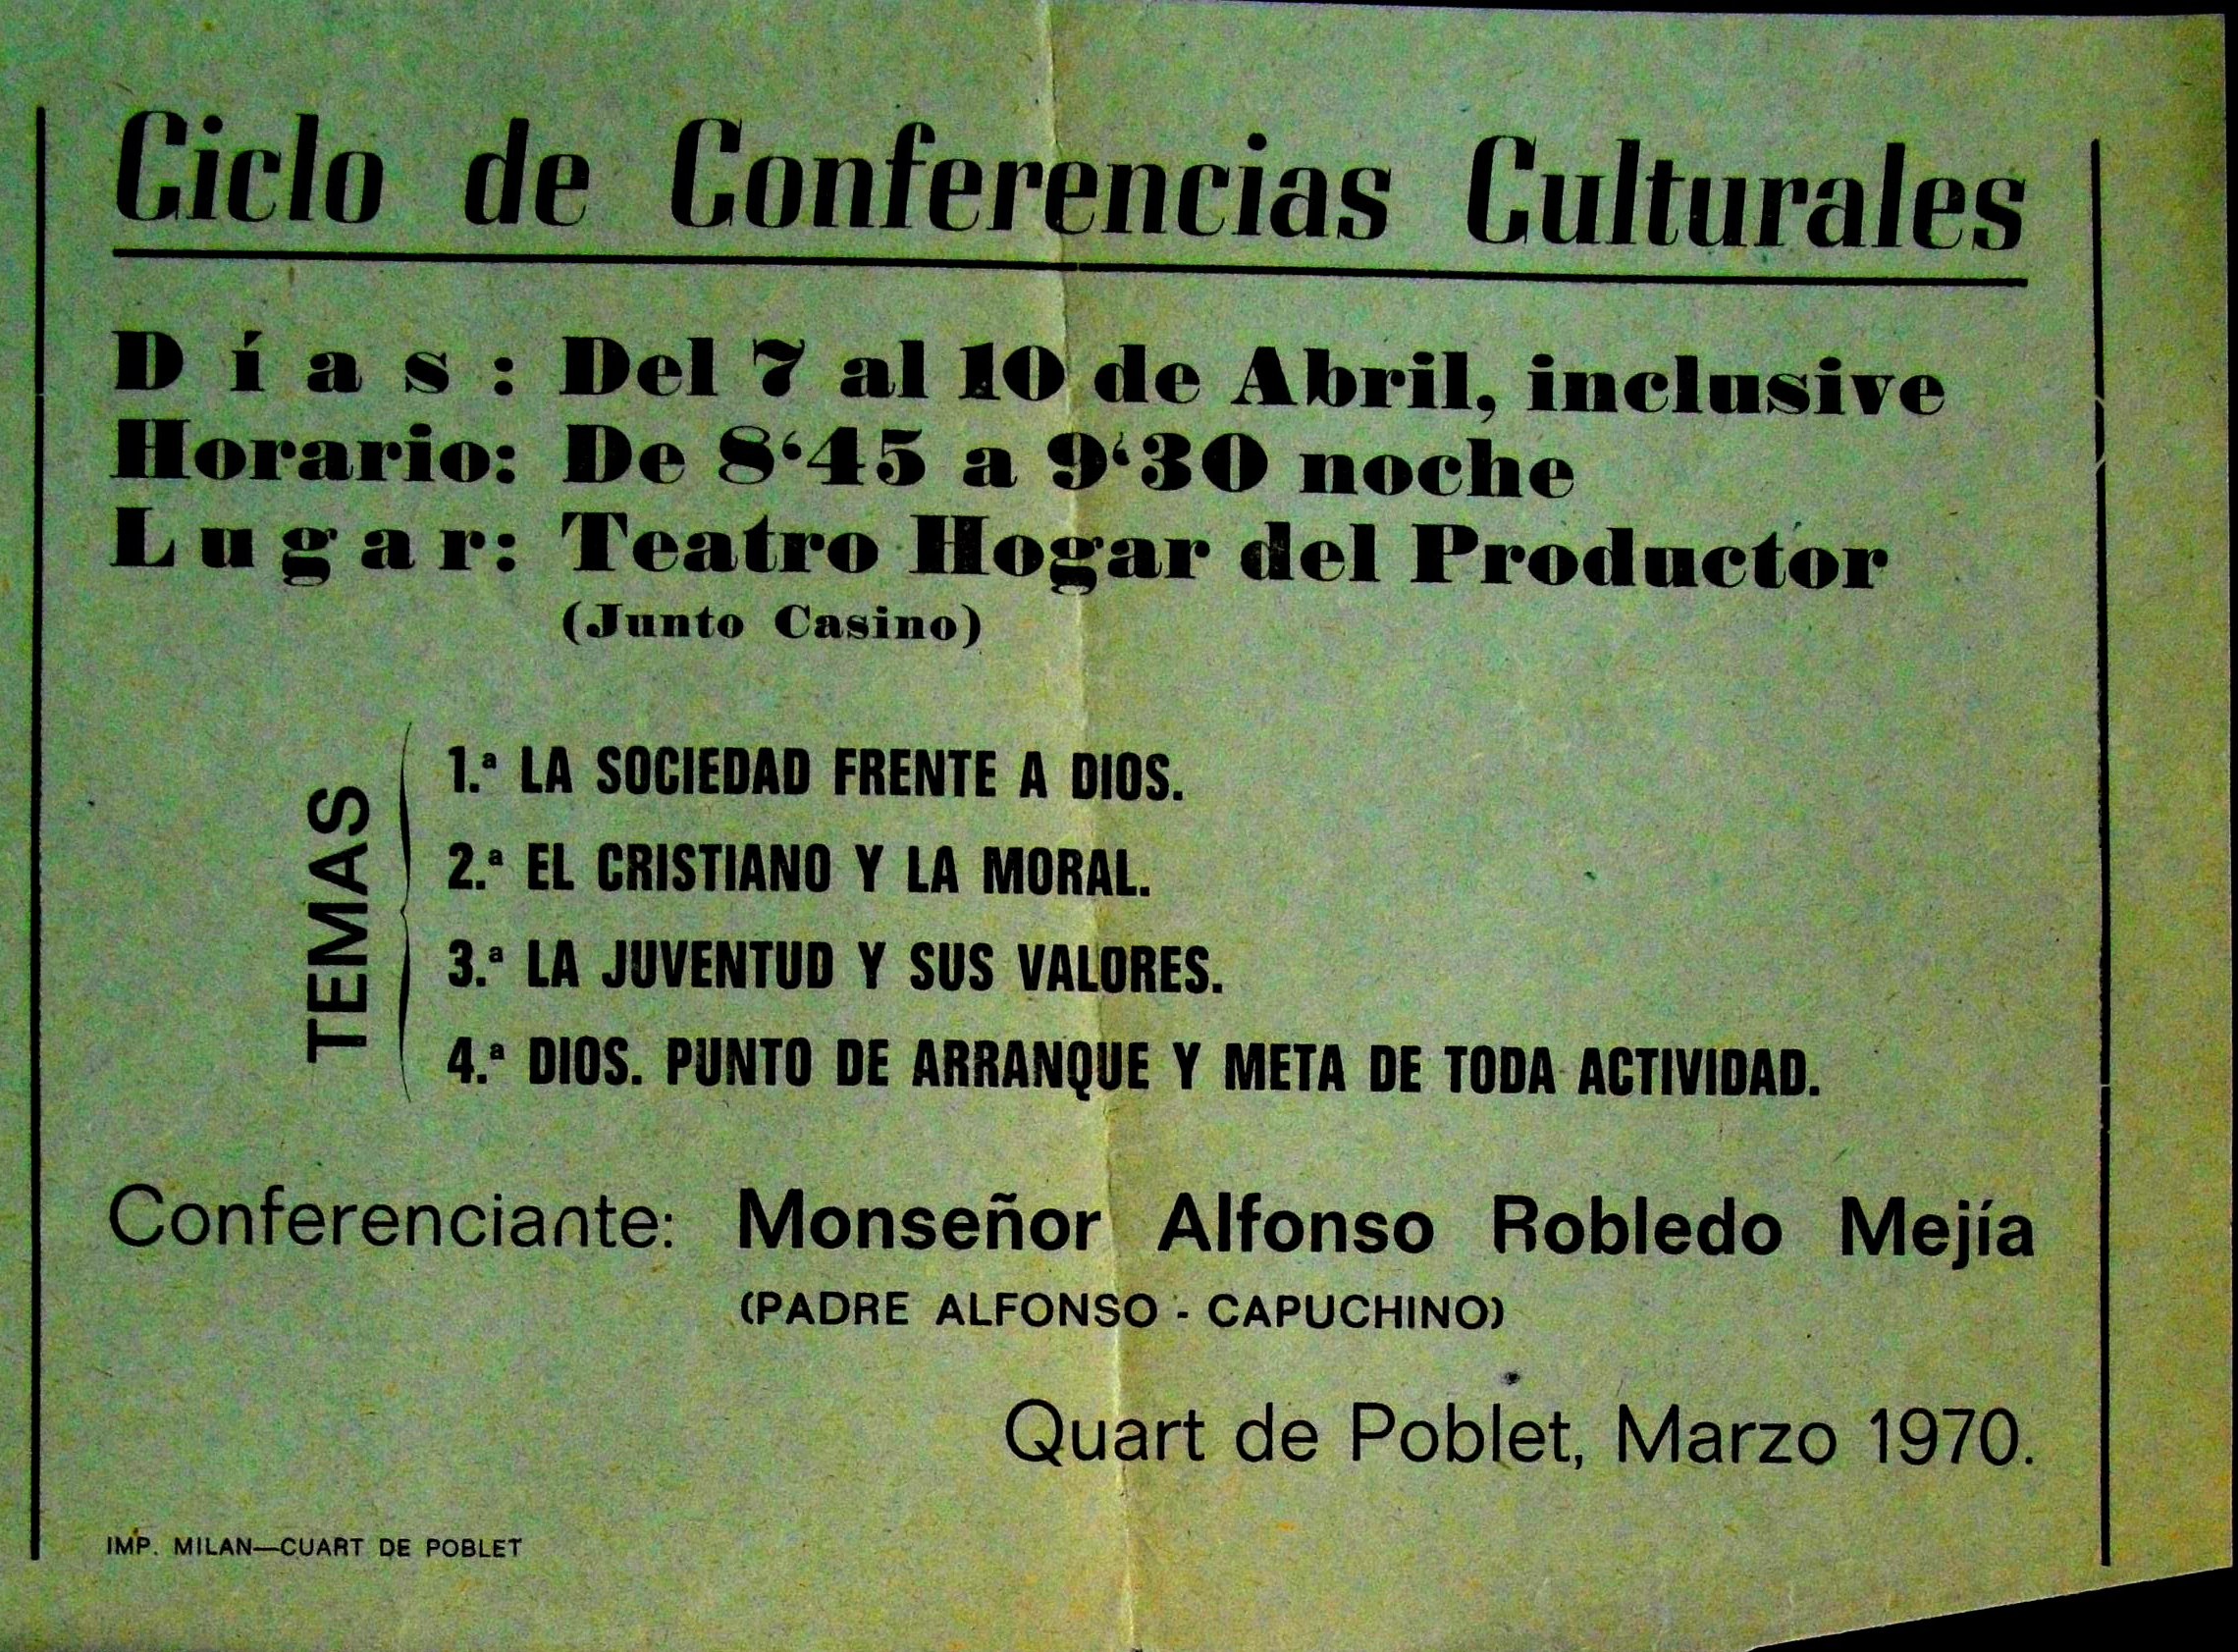 Ciclo de Conferencias Culturales
Días: Del 7 al 10 de Abril, inclusive
Horario: De 8‘45 a 9‘30 noche
Lugar: Teatro Hogar del Productor
(Junto Casino)
TEMAS
1.ª LA SOCIEDAD FRENTE A DIOS.
2.ª EL CRISTIANO Y LA MORAL.
3.ª LA JUVENTUD Y SUS VALORES.
4.ª DIOS. PUNTO DE ARRANQUE Y META DE TODA ACTIVIDAD.
Conferenciante: Monseñor Alfonso Robledo Mejía
(PADRE ALFONSO - CAPUCHINO)
Quart de Poblet, Marzo 1970.
IMP. MILAN—CUART DE POBLET